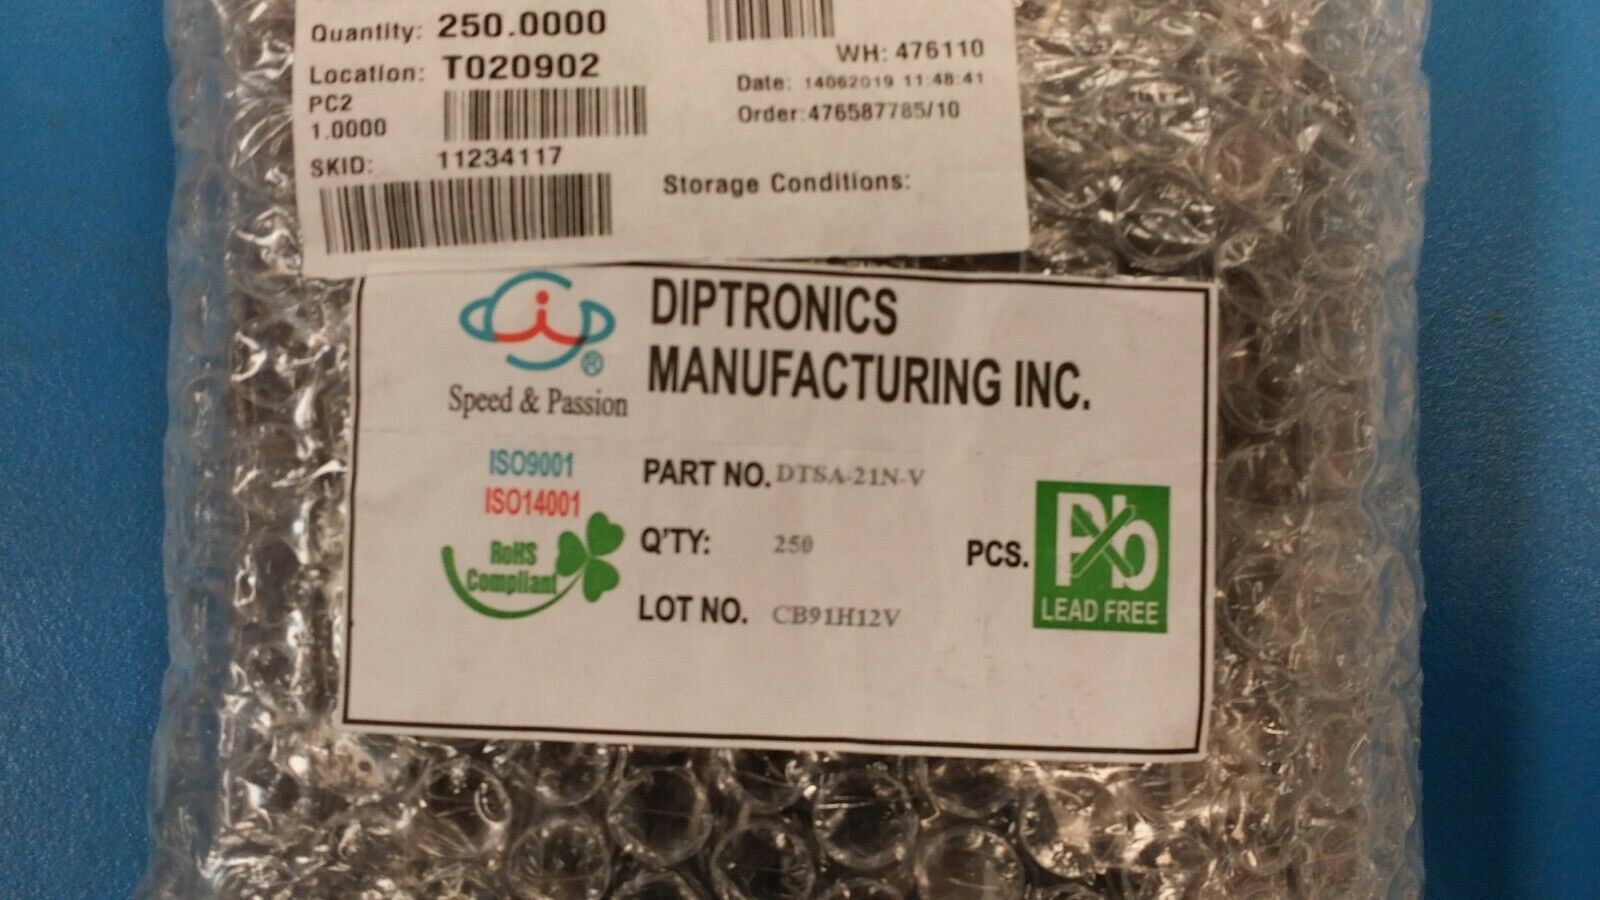 Quantity: 250.0000
Location: T020902
PC2
1.0000
SKID: 11234117
WH: 476110
Date: 14062019 11:48:41
Order:476587785/10
Storage Conditions:
DIPTRONICS
MANUFACTURING INC.
®
Speed & Passion
ISO9001
ISO14001
RoHS
Compliant
PART NO. DTSA-21N-V
Q'TY: 250 PCS.
LOT NO. CB91H12V
Pb
LEAD FREE